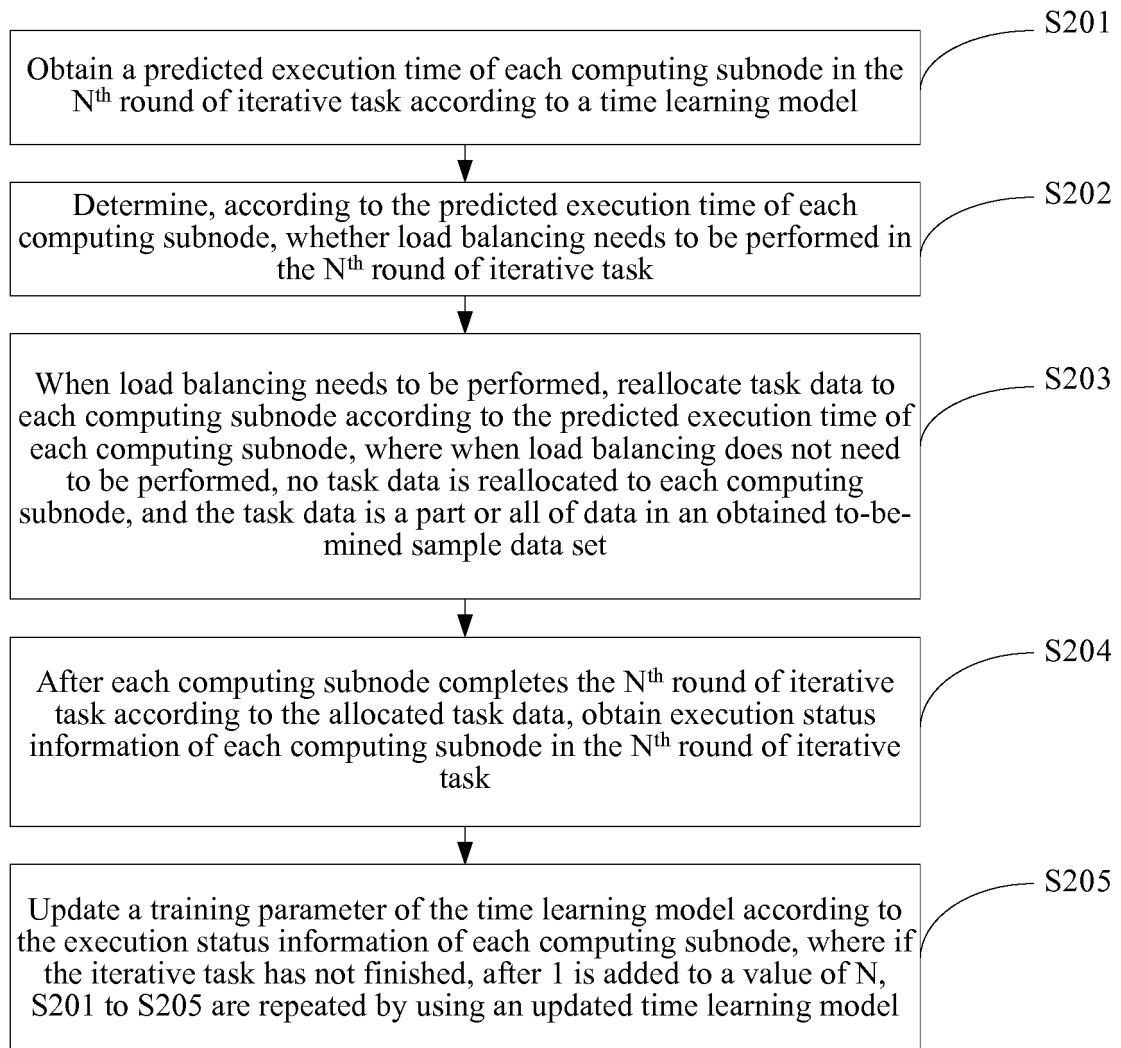 S201
Obtain a predicted execution time of each computing subnode in the
Nth round of iterative task according to a time learning model
S202
Determine, according to the predicted execution time of each
computing subnode, whether load balancing needs to be performed in
the Nth round of iterative task
S203
When load balancing needs to be performed, reallocate task data to
each computing subnode according to the predicted execution time of
each computing subnode, where when load balancing does not need
to be performed, no task data is reallocated to each computing
subnode, and the task data is a part or all of data in an obtained to-be-
mined sample data set
S204
After each computing subnode completes the Nth round of iterative
task according to the allocated task data, obtain execution status
information of each computing subnode in the Nth round of iterative
task
S205
Update a training parameter of the time learning model according to
the execution status information of each computing subnode, where if
the iterative task has not finished, after 1 is added to a value of N,
S201 to S205 are repeated by using an updated time learning model